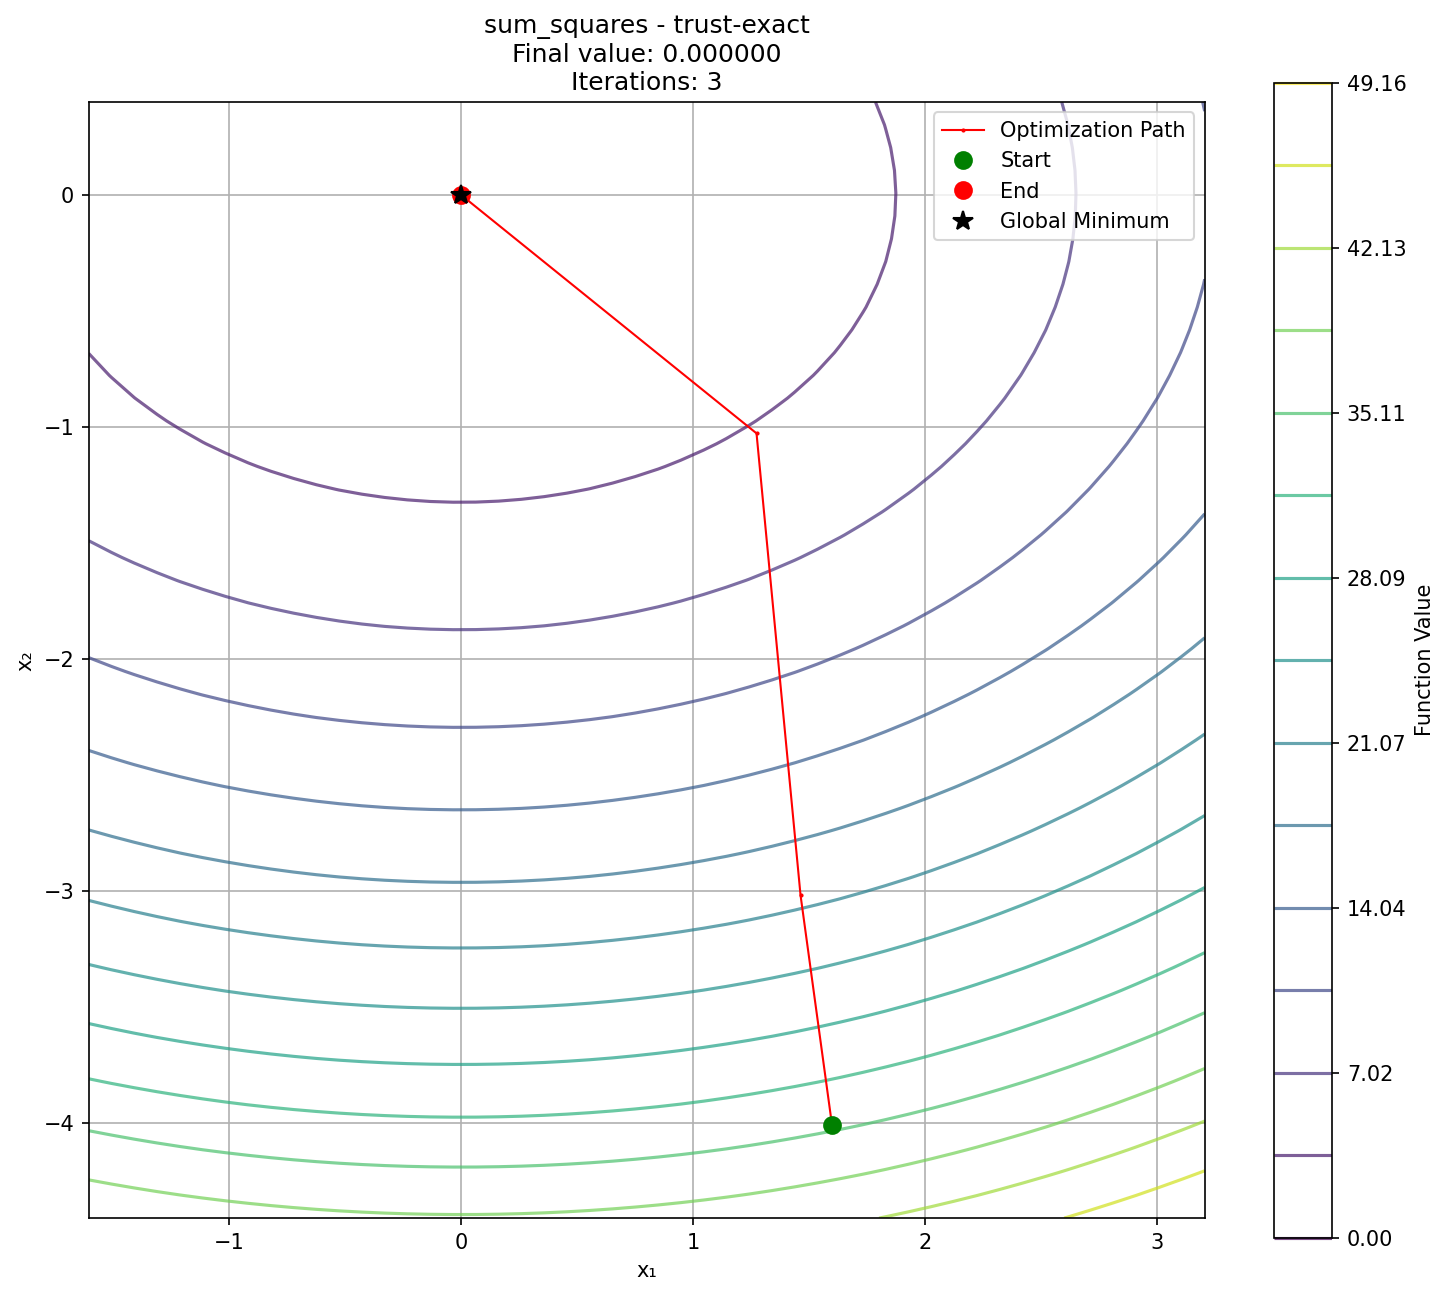 sum_squares - trust-exact
Final value: 0.000000
Iterations: 3
Optimization Path
Start
End
Global Minimum
0
−1
−2
−3
−4
x₂
−1
0
1
2
3
x₁
49.16
42.13
35.11
28.09
21.07
14.04
7.02
0.00
Function Value